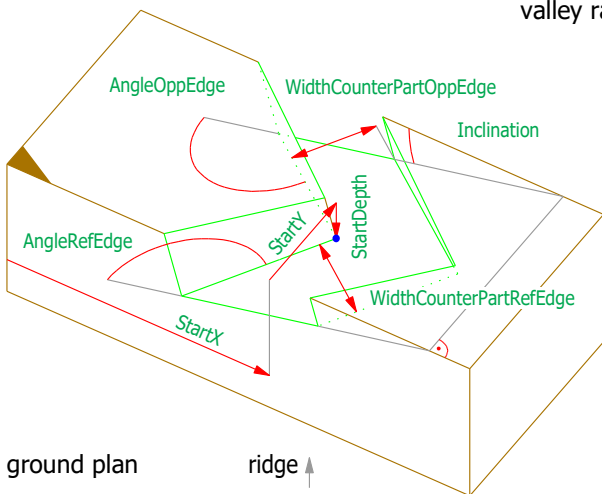 valley ra
AngleOppEdge
WidthCounterPartOppEdge
Inclination
StartDepth
StartY
AngleRefEdge
WidthCounterPartRefEdge
StartX
ground plan
ridge